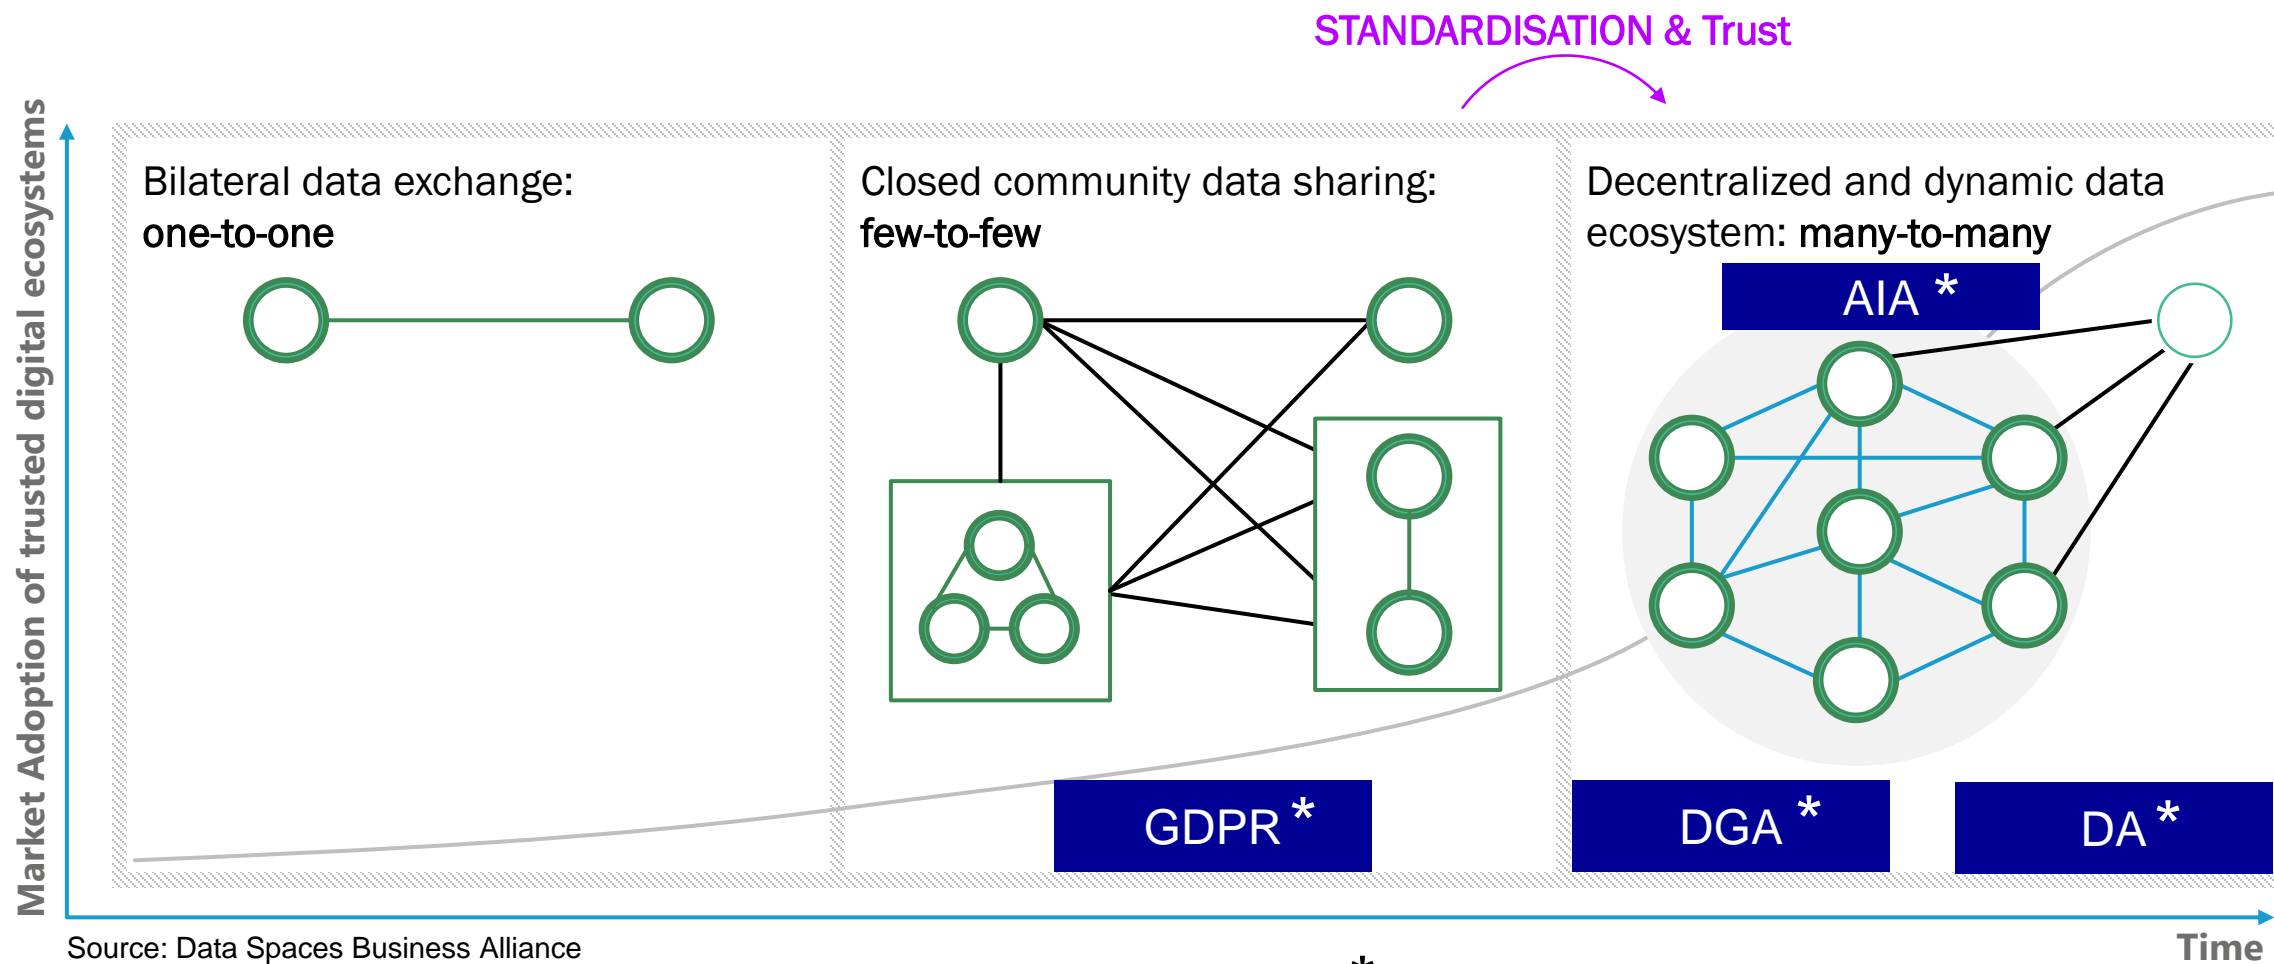 STANDARDISATION & Trust
Market Adoption of trusted digital ecosystems
Bilateral data exchange:
one-to-one
Closed community data sharing:
few-to-few
Decentralized and dynamic data
ecosystem: many-to-many
AIA *
GDPR *
DGA *
DA *
Source: Data Spaces Business Alliance
Time
*